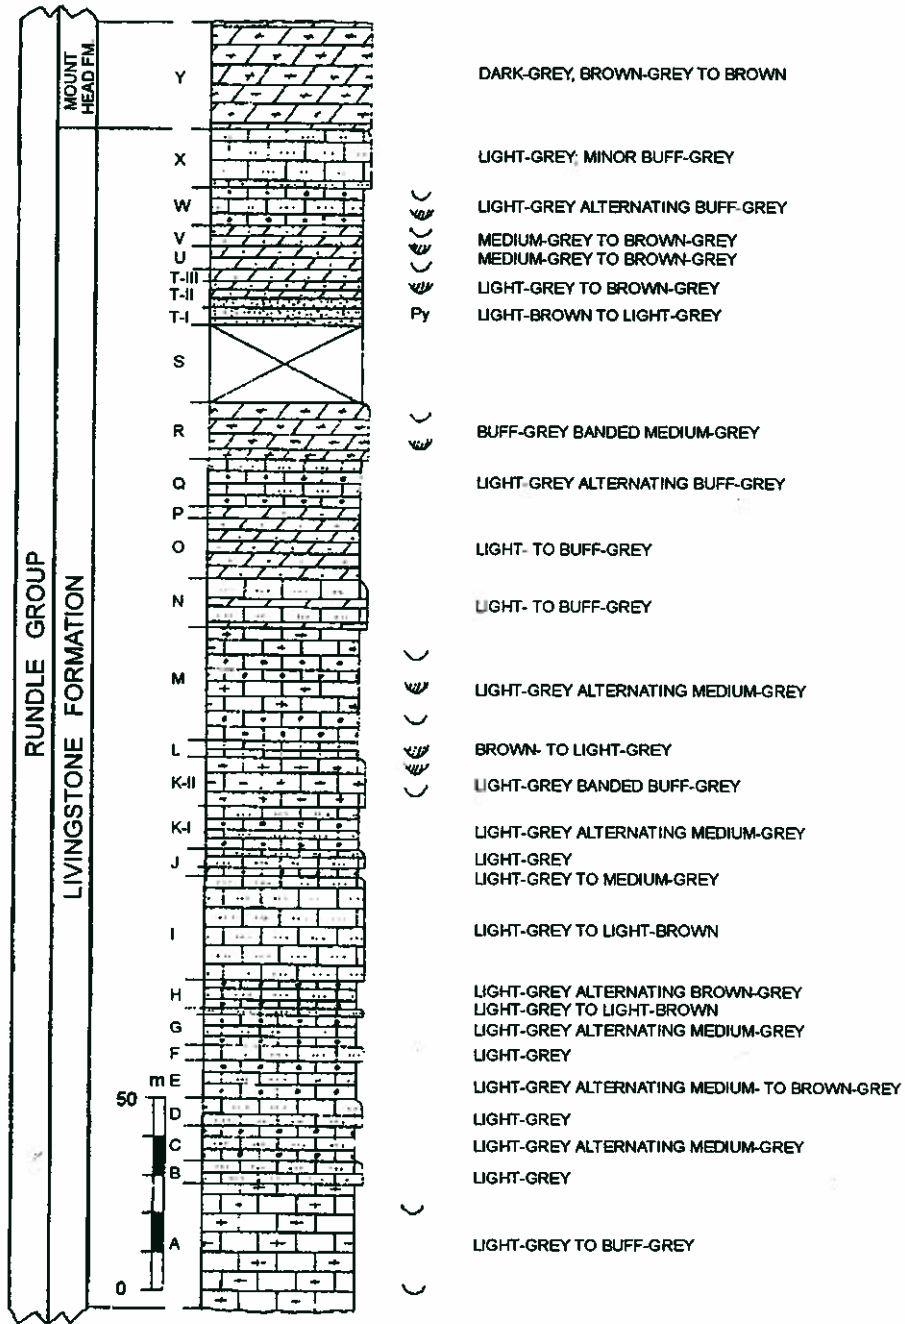 MOUNT
HEAD FM.
RUNDLE GROUP
LIVINGSTONE FORMATION
Y DARK-GREY, BROWN-GREY TO BROWN
X LIGHT-GREY; MINOR BUFF-GREY
W LIGHT-GREY ALTERNATING BUFF-GREY
V MEDIUM-GREY TO BROWN-GREY
U MEDIUM-GREY TO BROWN-GREY
T-III
T-II LIGHT-GREY TO BROWN-GREY
T-I Py LIGHT-BROWN TO LIGHT-GREY
S
R BUFF-GREY BANDED MEDIUM-GREY
Q LIGHT-GREY ALTERNATING BUFF-GREY
P
O LIGHT- TO BUFF-GREY
N LIGHT- TO BUFF-GREY
M LIGHT-GREY ALTERNATING MEDIUM-GREY
L BROWN- TO LIGHT-GREY
K-II LIGHT-GREY BANDED BUFF-GREY
K-I LIGHT-GREY ALTERNATING MEDIUM-GREY
J LIGHT-GREY
LIGHT-GREY TO MEDIUM-GREY
I LIGHT-GREY TO LIGHT-BROWN
H LIGHT-GREY ALTERNATING BROWN-GREY
LIGHT-GREY TO LIGHT-BROWN
G LIGHT-GREY ALTERNATING MEDIUM-GREY
F LIGHT-GREY
m E LIGHT-GREY ALTERNATING MEDIUM- TO BROWN-GREY
50
D LIGHT-GREY
C LIGHT-GREY ALTERNATING MEDIUM-GREY
B LIGHT-GREY
A LIGHT-GREY TO BUFF-GREY
0